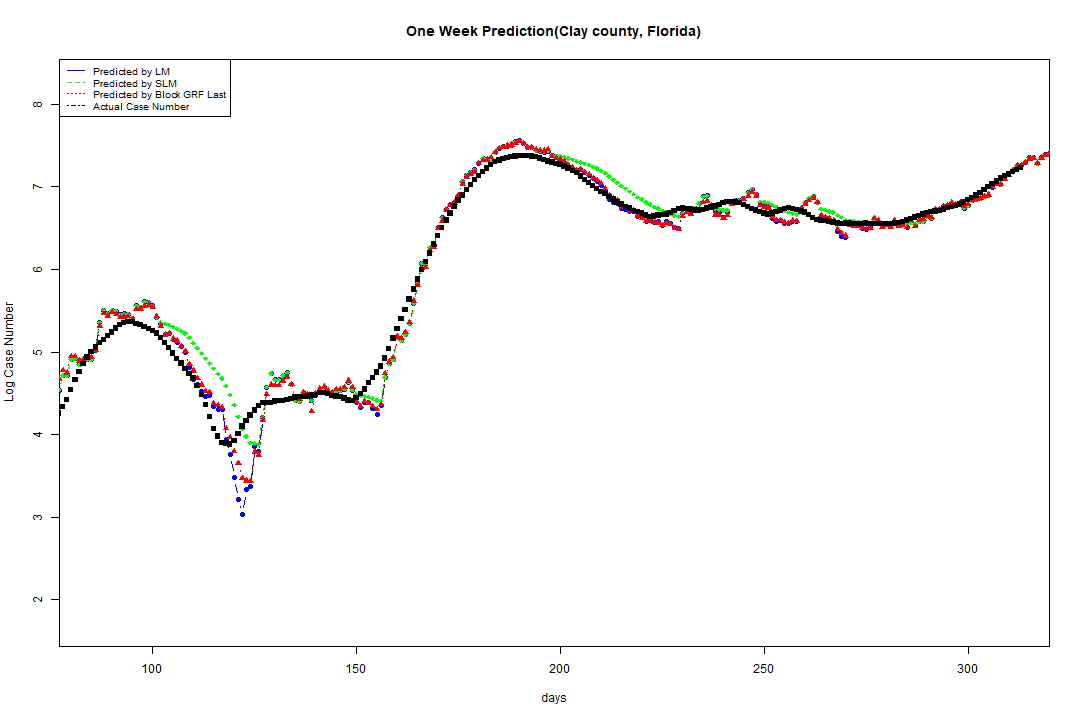 One Week Prediction(Clay county, Florida)
Predicted by LM
Predicted by SLM
Predicted by Block GRF Last
Actual Case Number
Log Case Number
8
7
6
5
4
3
2
100 150 200 250 300
days